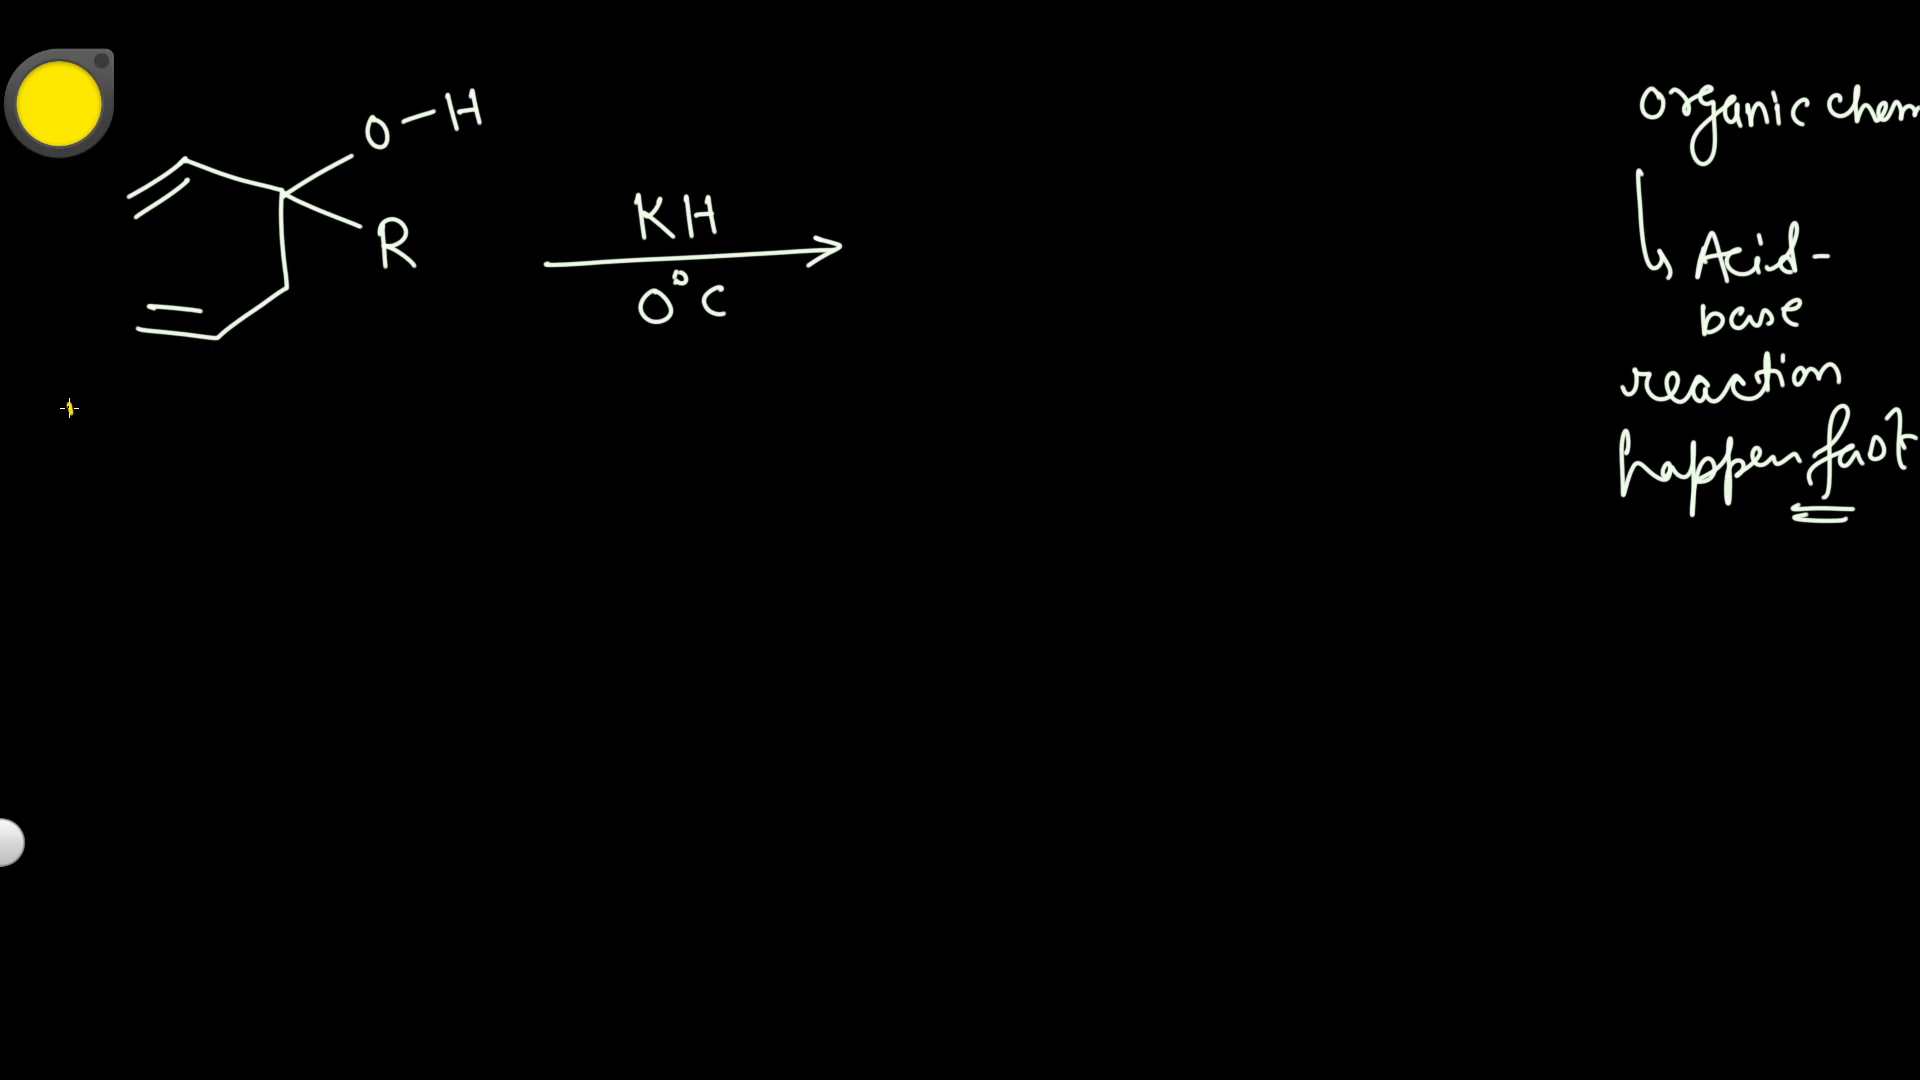 O-H
R
KH
0°C
organic chem
Acid-
base
reaction
happen fast